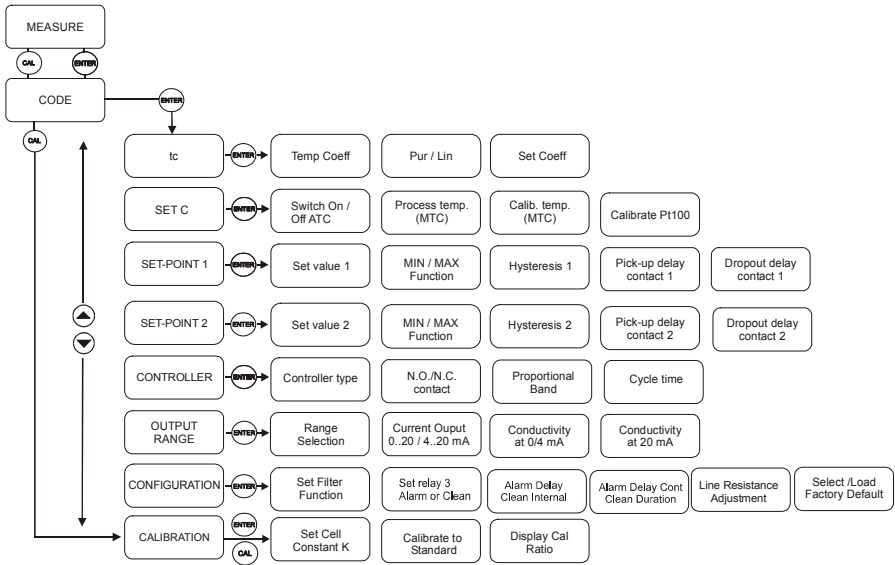 MEASURE
CAL
ENTER
CODE
ENTER
CAL
tc
ENTER
Temp Coeff
Pur / Lin
Set Coeff
SET C
ENTER
Switch On /
Off ATC
Process temp.
(MTC)
Calib. temp.
(MTC)
Calibrate Pt100
SET-POINT 1
ENTER
Set value 1
MIN / MAX
Function
Hysteresis 1
Pick-up delay
contact 1
Dropout delay
contact 1
SET-POINT 2
ENTER
Set value 2
MIN / MAX
Function
Hysteresis 2
Pick-up delay
contact 2
Dropout delay
contact 2
CONTROLLER
ENTER
Controller type
N.O./N.C.
contact
Proportional
Band
Cycle time
OUTPUT
RANGE
ENTER
Range
Selection
Current Ouput
0..20 / 4..20 mA
Conductivity
at 0/4 mA
Conductivity
at 20 mA
CONFIGURATION
ENTER
Set Filter
Function
Set relay 3
Alarm or Clean
Alarm Delay
Clean Internal
Alarm Delay Cont
Clean Duration
Line Resistance
Adjustment
Select /Load
Factory Default
CALIBRATION
ENTER
CAL
Set Cell
Constant K
Calibrate to
Standard
Display Cal
Ratio